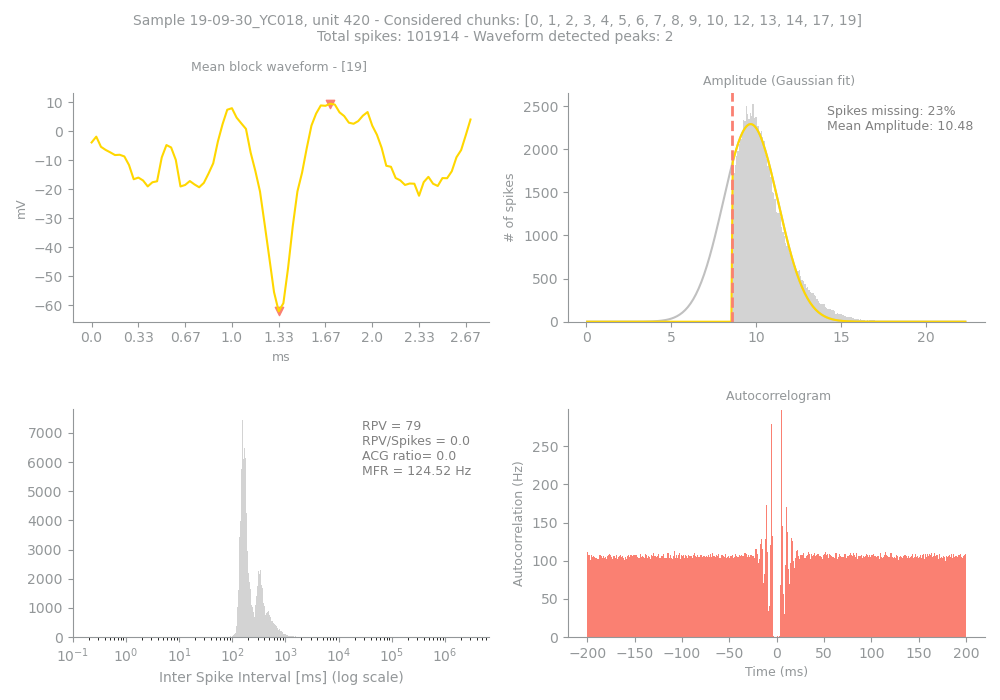 Sample 19-09-30_YC018, unit 420 - Considered chunks: [0, 1, 2, 3, 4, 5, 6, 7, 8, 9, 10, 12, 13, 14, 17, 19]
Total spikes: 101914 - Waveform detected peaks: 2
Mean block waveform - [19]
10
0
−10
−20
−30
−40
−50
−60
mV
0.0 0.33 0.67 1.0 1.33 1.67 2.0 2.33 2.67
ms
Amplitude (Gaussian fit)
Spikes missing: 23%
Mean Amplitude: 10.48
2500
2000
1500
1000
500
0
# of spikes
0 5 10 15 20
RPV = 79
RPV/Spikes = 0.0
ACG ratio= 0.0
MFR = 124.52 Hz
7000
6000
5000
4000
3000
2000
1000
0
10⁻¹ 10⁰ 10¹ 10² 10³ 10⁴ 10⁵ 10⁶
Inter Spike Interval [ms] (log scale)
Autocorrelogram
250
200
150
100
50
0
Autocorrelation (Hz)
−200 −150 −100 −50 0 50 100 150 200
Time (ms)